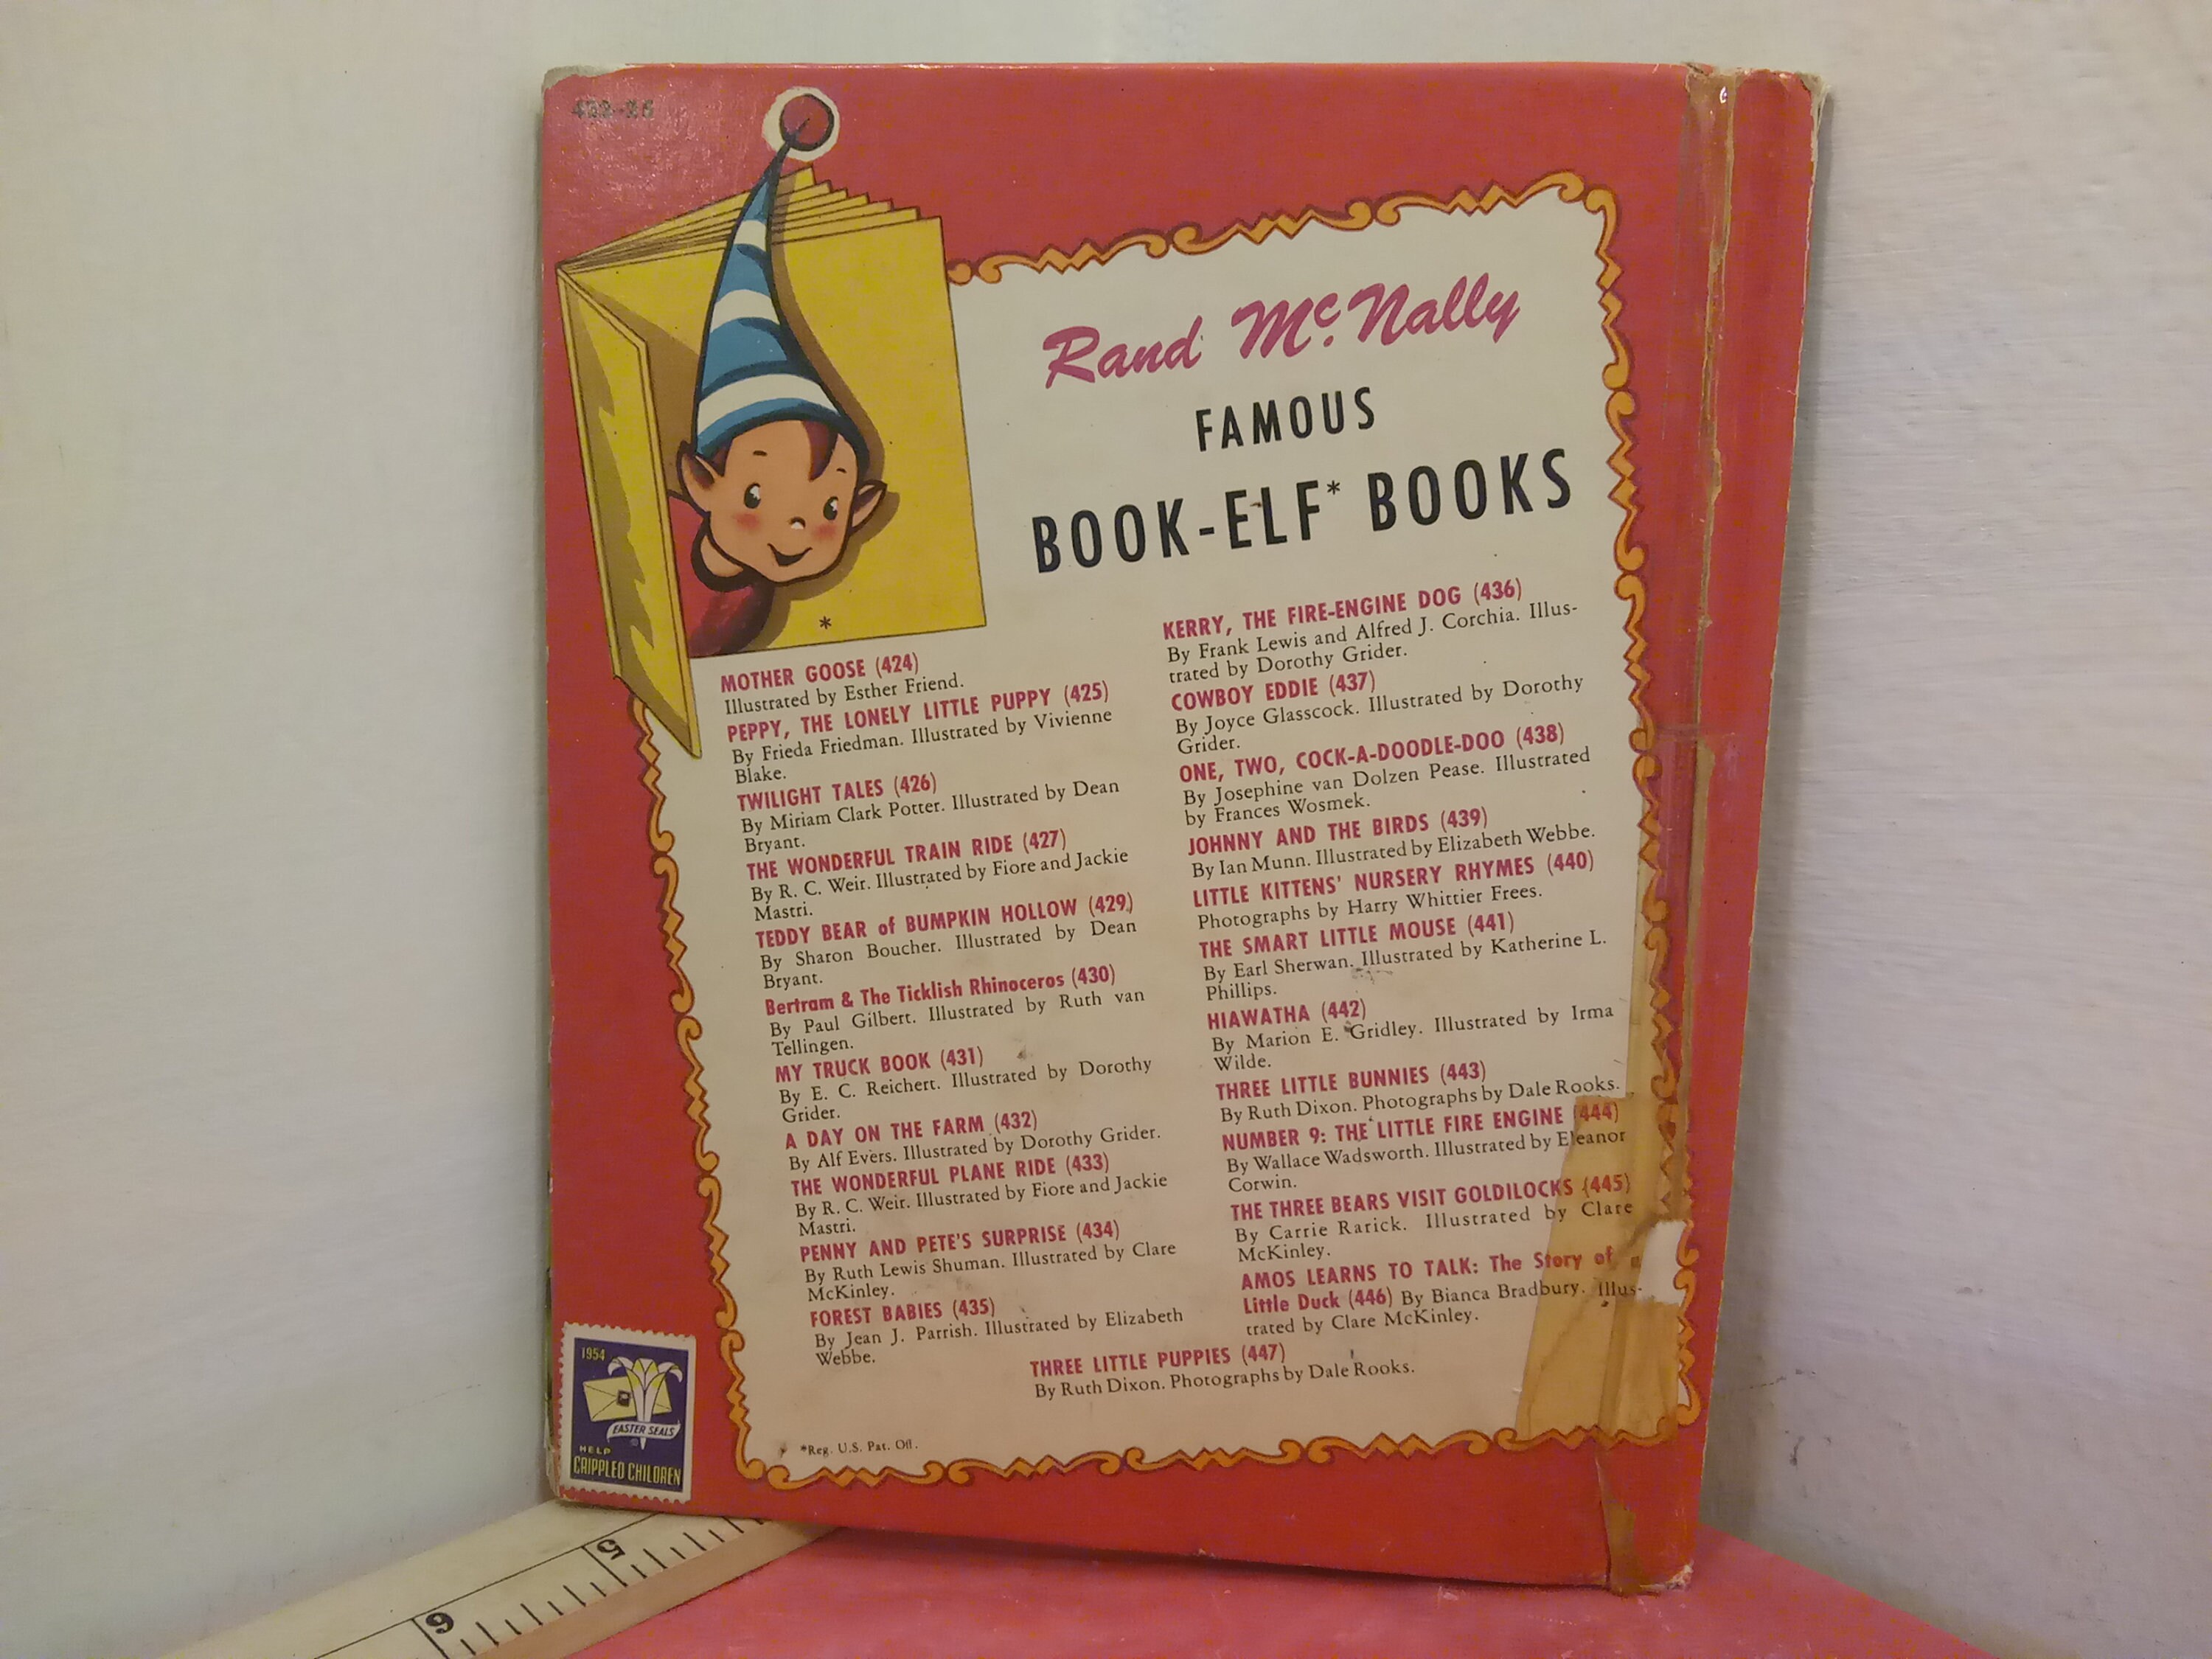 Rand McNally
FAMOUS
BOOK-ELF* BOOKS
*
MOTHER GOOSE (424)
Illustrated by Esther Friend.
PEPPY, THE LONELY LITTLE PUPPY (425)
By Frieda Friedman. Illustrated by Vivienne
Blake.
TWILIGHT TALES (426)
By Miriam Clark Potter. Illustrated by Dean
Bryant.
THE WONDERFUL TRAIN RIDE (427)
By R. C. Weir. Illustrated by Fiore and Jackie
Mastri.
TEDDY BEAR of BUMPKIN HOLLOW (429)
By Sharon Boucher. Illustrated by Dean
Bryant.
Bertram & The Ticklish Rhinoceros (430)
By Paul Gilbert. Illustrated by Ruth van
Tellingen.
MY TRUCK BOOK (431)
By E. C. Reichert. Illustrated by Dorothy
Grider.
A DAY ON THE FARM (432)
By Alf Evers. Illustrated by Dorothy Grider.
THE WONDERFUL PLANE RIDE (433)
By R. C. Weir. Illustrated by Fiore and Jackie
Mastri.
PENNY AND PETE'S SURPRISE (434)
By Ruth Lewis Shuman. Illustrated by Clare
McKinley.
FOREST BABIES (435)
By Jean J. Parrish. Illustrated by Elizabeth
Webbe.
KERRY, THE FIRE-ENGINE DOG (436)
By Frank Lewis and Alfred J. Corchia. Illus-
trated by Dorothy Grider.
COWBOY EDDIE (437)
By Joyce Glasscock. Illustrated by Dorothy
Grider.
ONE, TWO, COCK-A-DOODLE-DOO (438)
By Josephine van Dolzen Pease. Illustrated
by Frances Wosmek.
JOHNNY AND THE BIRDS (439)
By Ian Munn. Illustrated by Elizabeth Webbe.
LITTLE KITTENS' NURSERY RHYMES (440)
Photographs by Harry Whittier Frees.
THE SMART LITTLE MOUSE (441)
By Earl Sherwan. Illustrated by Katherine L.
Phillips.
HIAWATHA (442)
By Marion E. Gridley. Illustrated by Irma
Wilde.
THREE LITTLE BUNNIES (443)
By Ruth Dixon. Photographs by Dale Rooks.
NUMBER 9: THE LITTLE FIRE ENGINE (444)
By Wallace Wadsworth. Illustrated by Eleanor
Corwin.
THE THREE BEARS VISIT GOLDILOCKS (445)
By Carrie Rarick. Illustrated by Clare
McKinley.
AMOS LEARNS TO TALK: The Story of a
Little Duck (446) By Bianca Bradbury. Illus-
trated by Clare McKinley.
THREE LITTLE PUPPIES (447)
By Ruth Dixon. Photographs by Dale Rooks.
*Reg. U.S. Pat. Off.
1954
EASTER SEALS
HELP
CRIPPLED CHILDREN
5
6